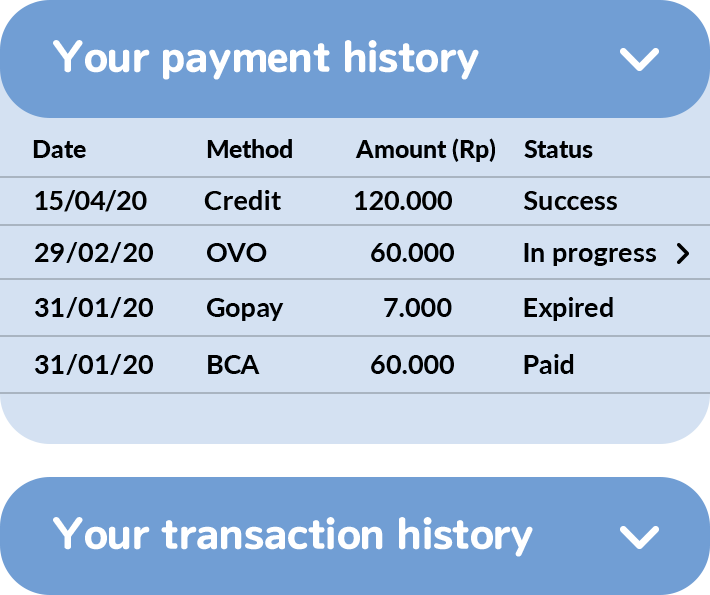 Your payment history
Date Method Amount (Rp) Status
15/04/20 Credit 120.000 Success
29/02/20 OVO 60.000 In progress
31/01/20 Gopay 7.000 Expired
31/01/20 BCA 60.000 Paid
Your transaction history